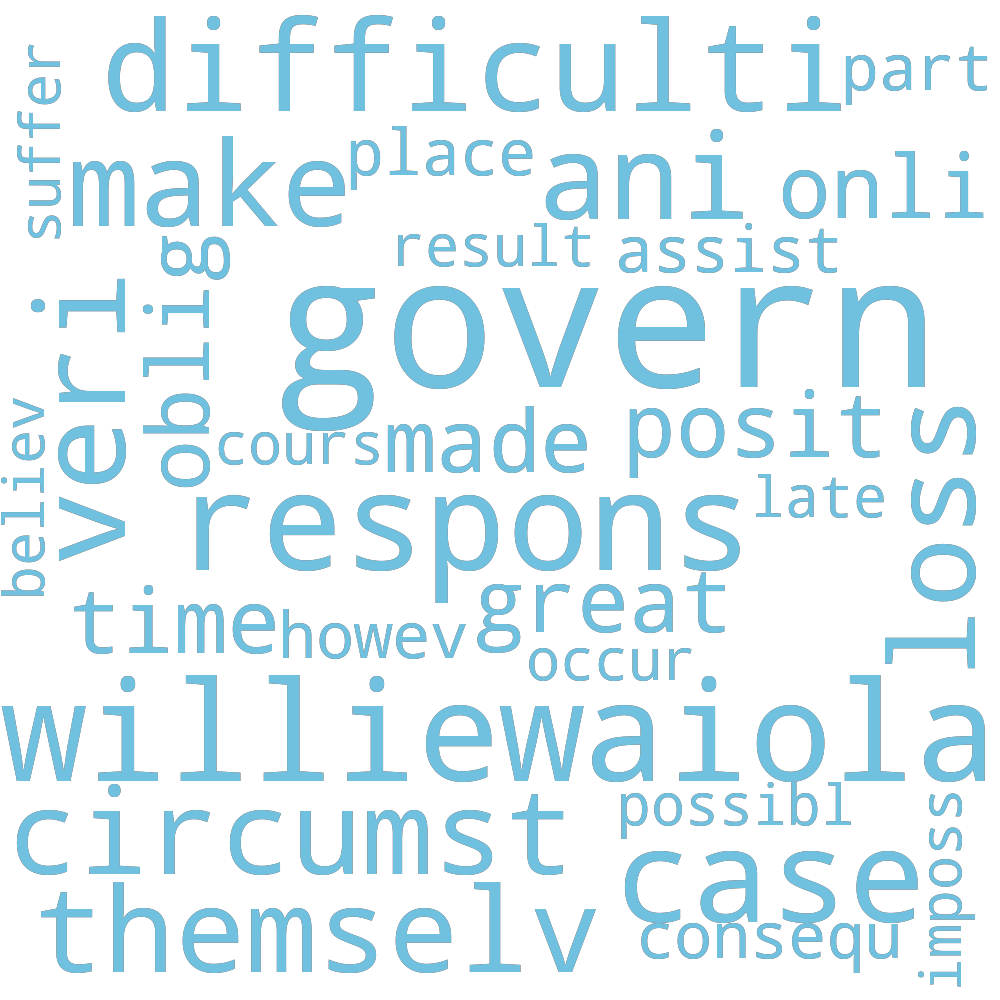 difficulti
part
suffer
make
place
ani
onli
result
assist
oblig
veri
govern
believ
cours
made
posit
loss
respons
late
time
howev
great
occur
williewaiola
circumst
possibl
case
imposs
themselv
consequ